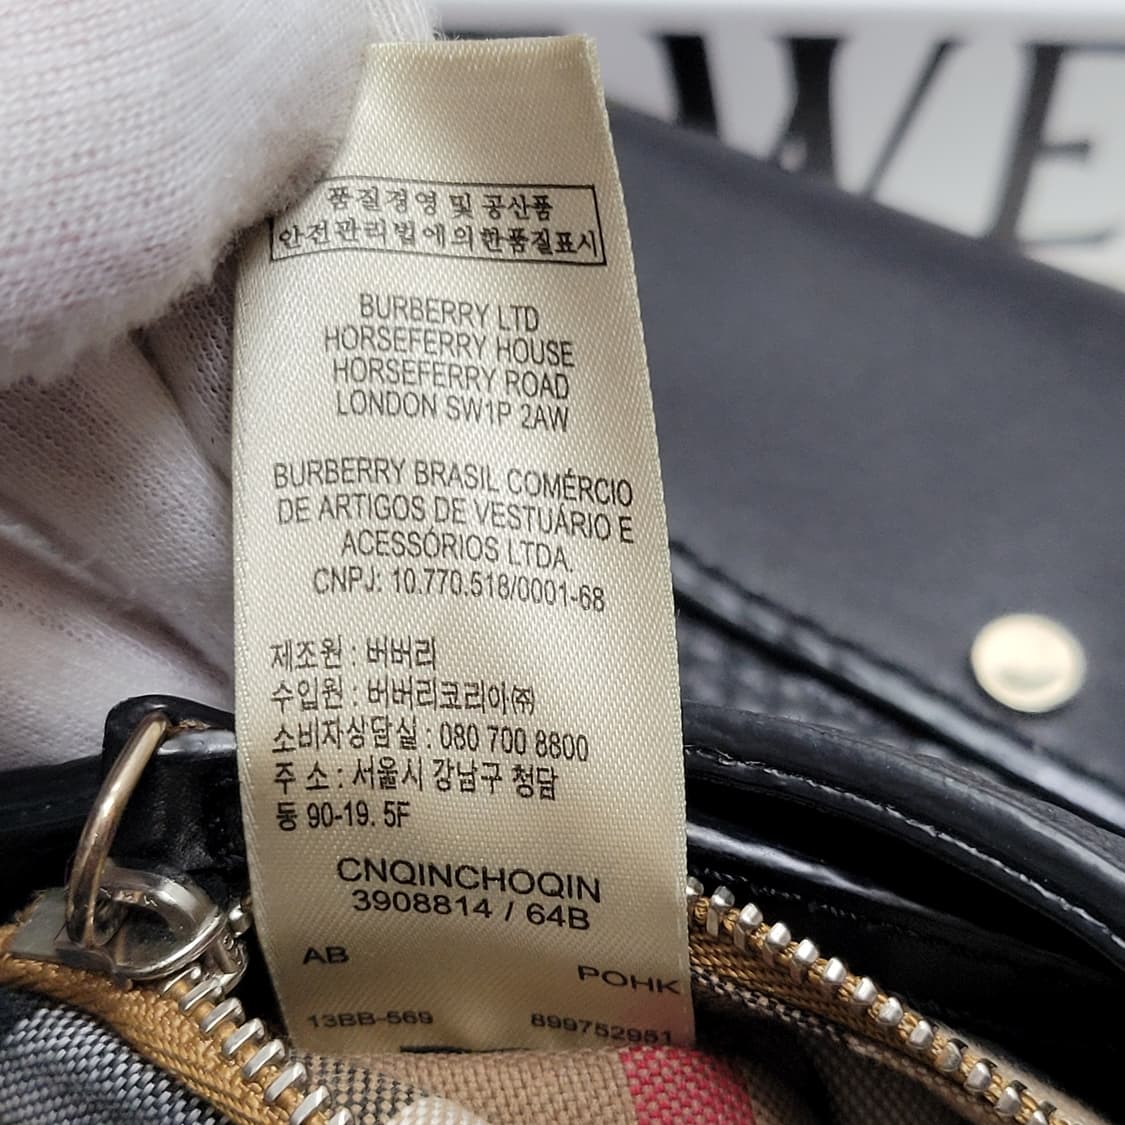 WE
품질경영 및 공산품
안전관리법에의한품질표시
BURBERRY LTD
HORSEFERRY HOUSE
HORSEFERRY ROAD
LONDON SW1P 2AW
BURBERRY BRASIL COMÉRCIO
DE ARTIGOS DE VESTUÁRIO E
ACESSÓRIOS LTDA.
CNPJ: 10.770.518/0001-68
제조원 : 버버리
수입원 : 버버리코리아㈜
소비자상담실 : 080 700 8800
주 소 : 서울시 강남구 청담
동 90-19. 5F
CNQINCHOQIN
3908814 / 64B
AB
POHK
13BB-569
899752951